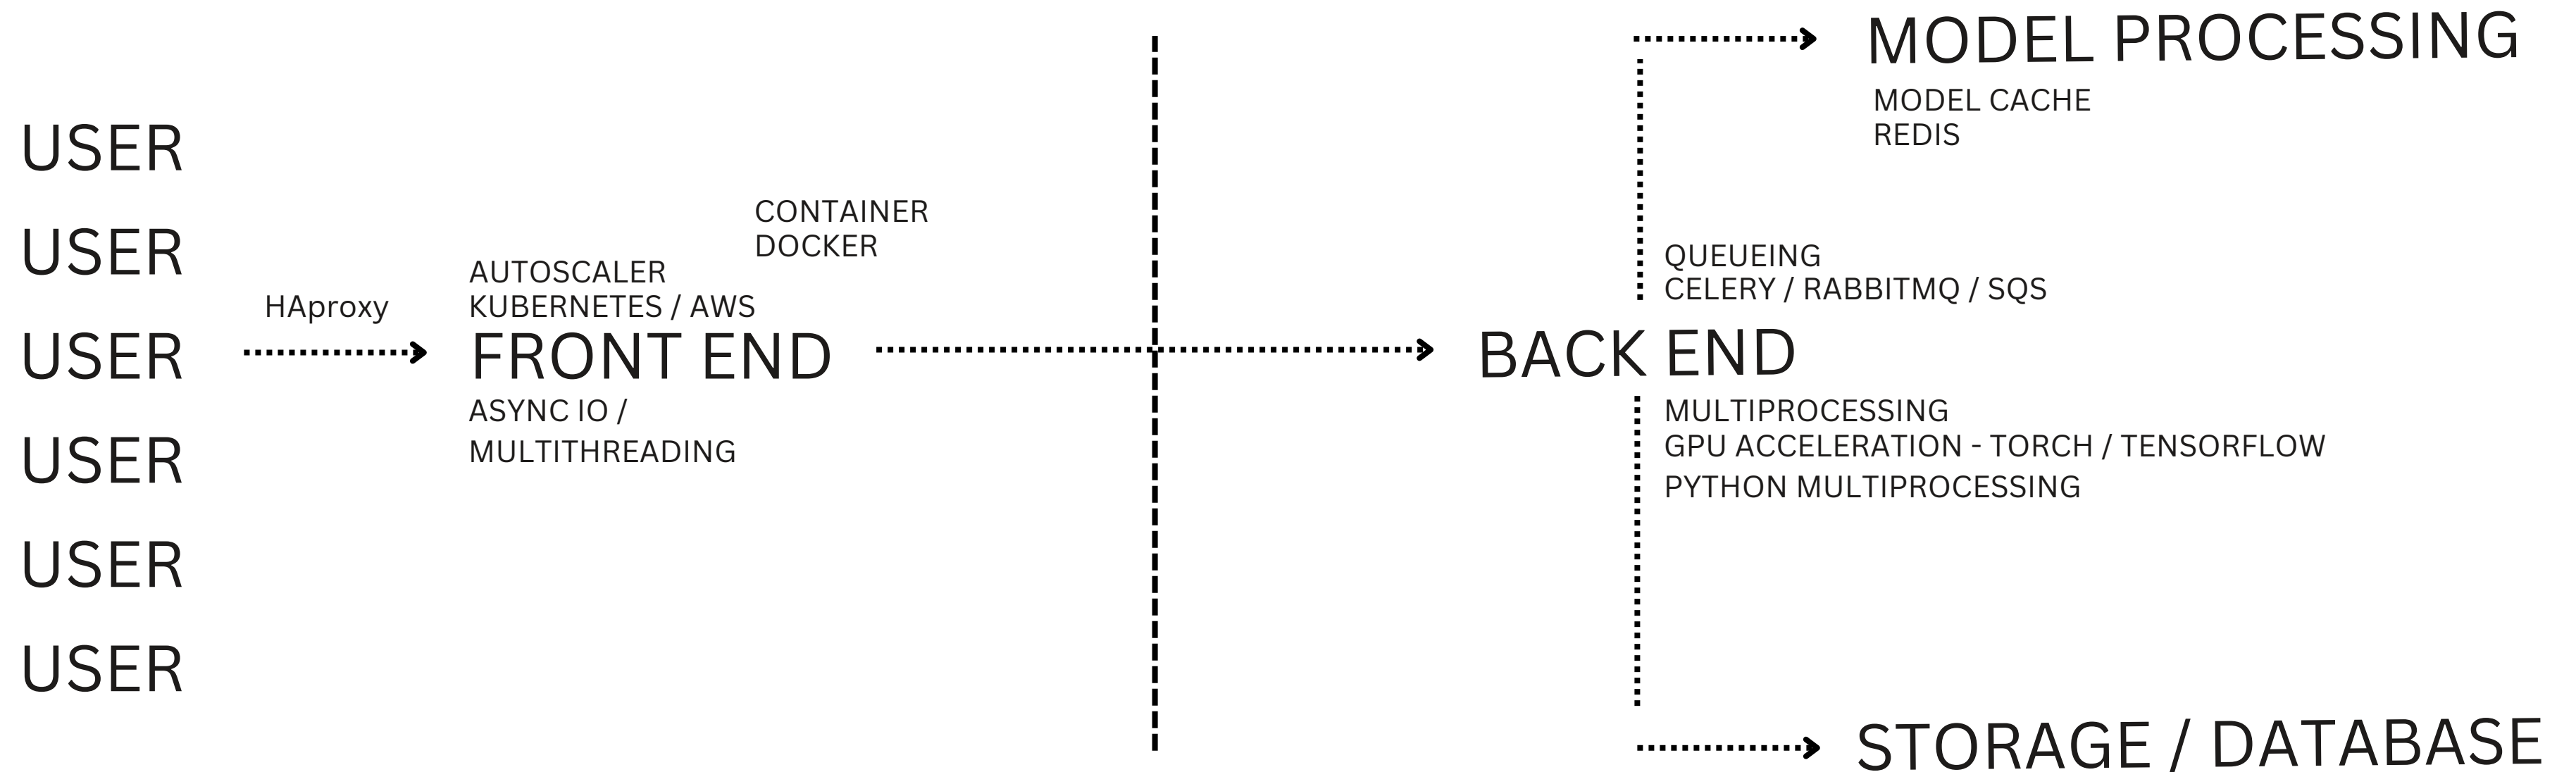 USER
USER
USER
USER
USER
USER
HAproxy
CONTAINER
DOCKER
AUTOSCALER
KUBERNETES / AWS
FRONT END
ASYNC IO /
MULTITHREADING
BACK END
QUEUEING
CELERY / RABBITMQ / SQS
MULTIPROCESSING
GPU ACCELERATION - TORCH / TENSORFLOW
PYTHON MULTIPROCESSING
MODEL PROCESSING
MODEL CACHE
REDIS
STORAGE / DATABASE